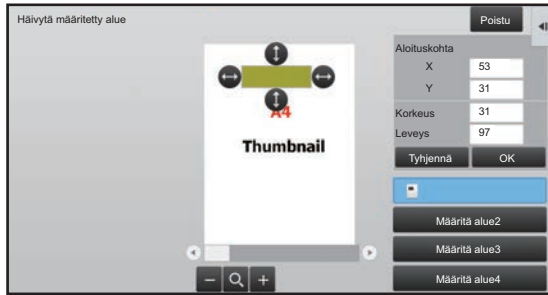 Häivytä määritetty alue
Poistu
Aloituskohta
X 53
Y 31
Korkeus 31
Leveys 97
Tyhjennä OK
A4
Thumbnail
Määritä alue2
Määritä alue3
Määritä alue4